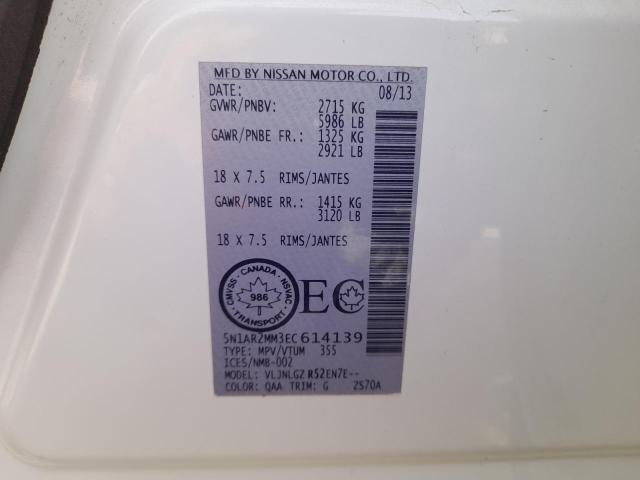 MFD BY NISSAN MOTOR CO., LTD.
DATE: 08/13
GVWR/PNBV: 2715 KG
5986 LB
GAWR/PNBE FR.: 1325 KG
2921 LB
18 X 7.5 RIMS/JANTES
GAWR/PNBE RR.: 1415 KG
3120 LB
18 X 7.5 RIMS/JANTES
CMVSS - CANADA - NSVAC
986
TRANSPORT
EC
5N1AR2MM3EC614139
TYPE: MPV/VTUM 355
ICES/NMB-002
MODEL: VLJNLGZ R52EN7E--
COLOR: QAA TRIM: G 2S70A